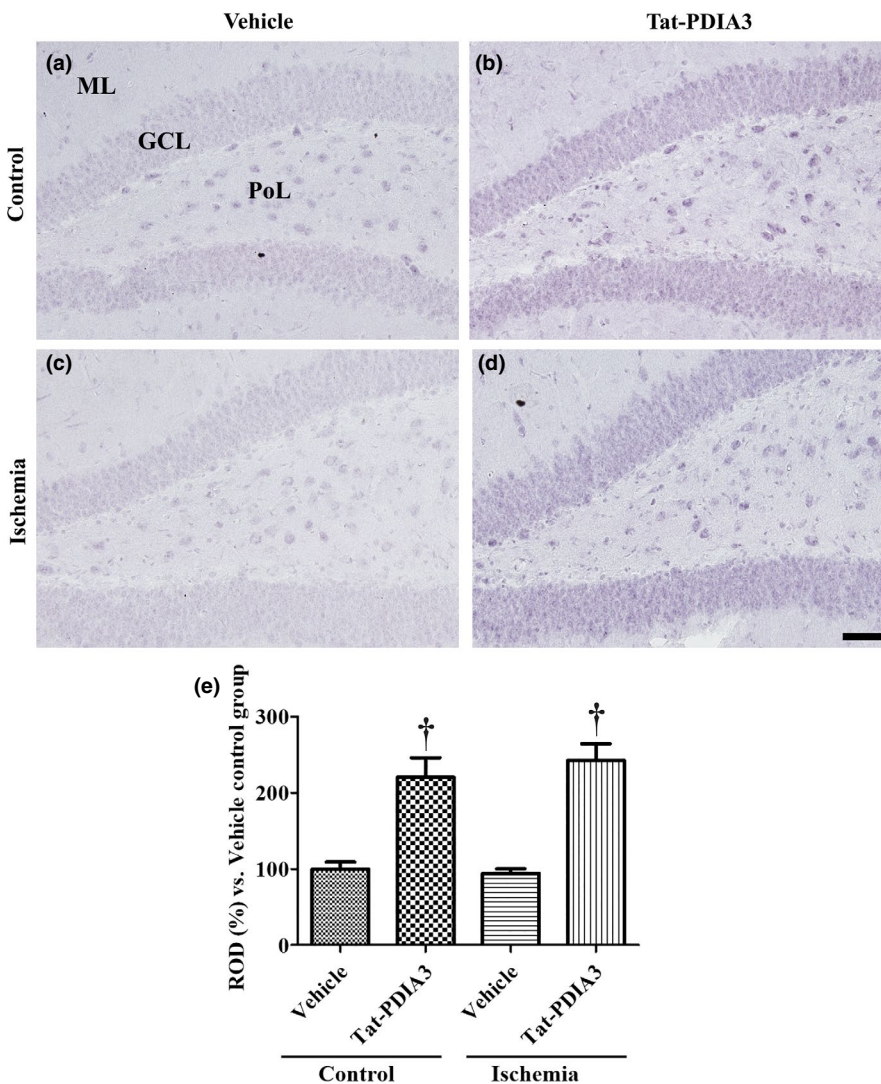 Vehicle Tat-PDIA3
Control
(a)
ML
GCL
PoL
(b)
Ischemia
(c)
(d)
(e)
ROD (%) vs. Vehicle control group
300
200
100
0
†
†
Vehicle
Tat-PDIA3
Vehicle
Tat-PDIA3
Control Ischemia